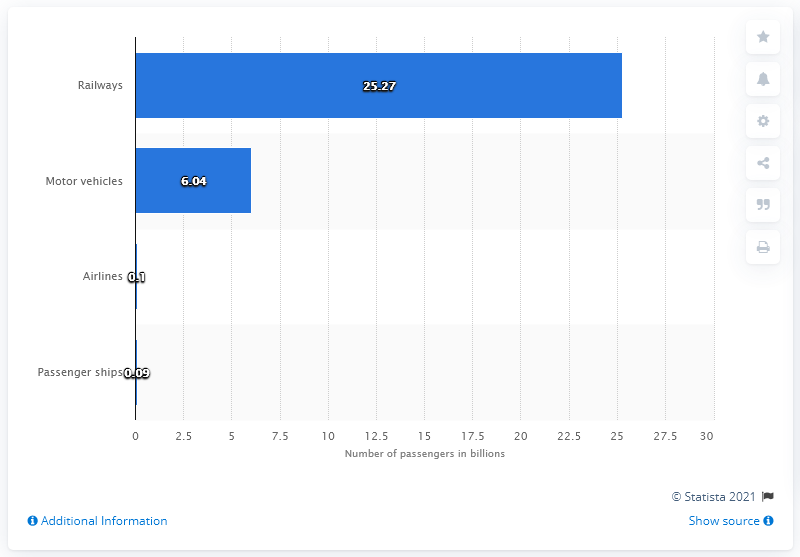 Railways
25.27
Motor vehicles
6.04
Airlines
0.1
Passenger ships
0.09
0 2.5 5 7.5 10 12.5 15 17.5 20 22.5 25 27.5 30
Number of passengers in billions
© Statista 2021
Additional Information
Show source